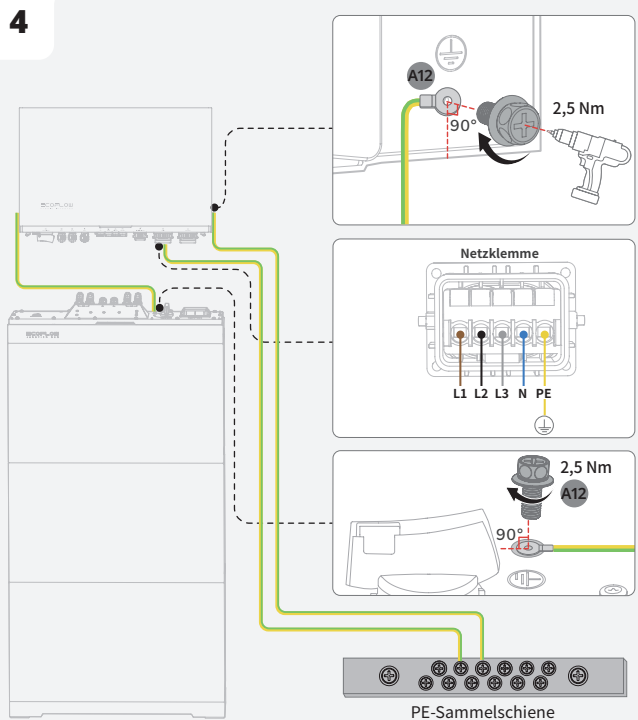 4
A12
90°
2,5 Nm
ECOFLOW
Netzklemme
L1 L2 L3 N PE
ECOFLOW
2,5 Nm
A12
90°
PE-Sammelschiene